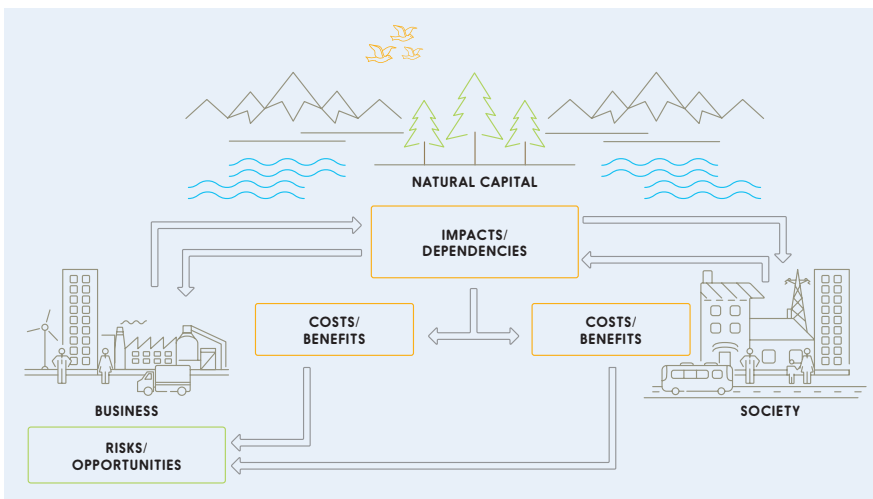 NATURAL CAPITAL
IMPACTS/
DEPENDENCIES
COSTS/
BENEFITS
COSTS/
BENEFITS
BUSINESS
SOCIETY
RISKS/
OPPORTUNITIES